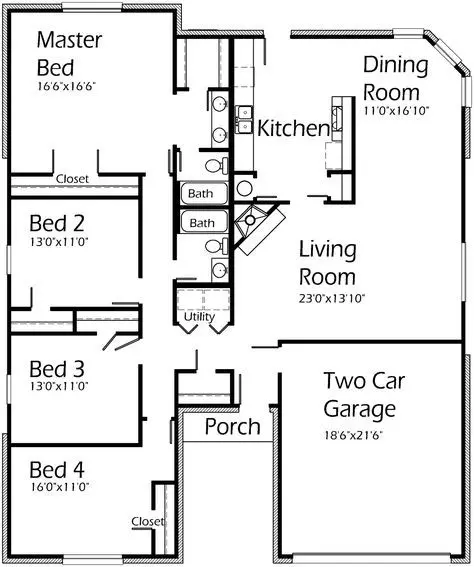 Master
Bed
16'6"x16'6"
Closet
Bath
Bath
Kitchen
Dining
Room
11'0"x16'10"
Bed 2
13'0"x11'0"
Living
Room
23'0"x13'10"
Utility
Bed 3
13'0"x11'0"
Two Car
Garage
18'6"x21'6"
Porch
Bed 4
16'0"x11'0"
Closet